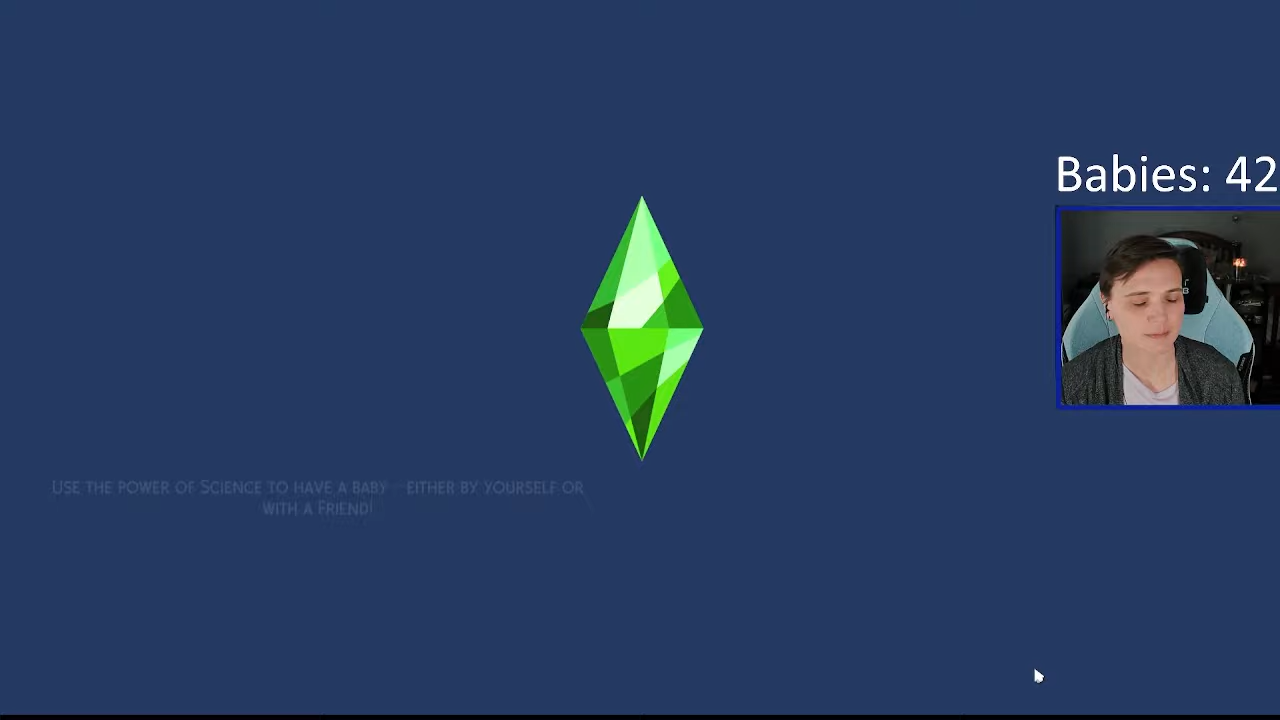 Babies: 42
USE THE POWER OF SCIENCE TO HAVE A BABY EITHER BY YOURSELF OR
WITH A FRIEND!